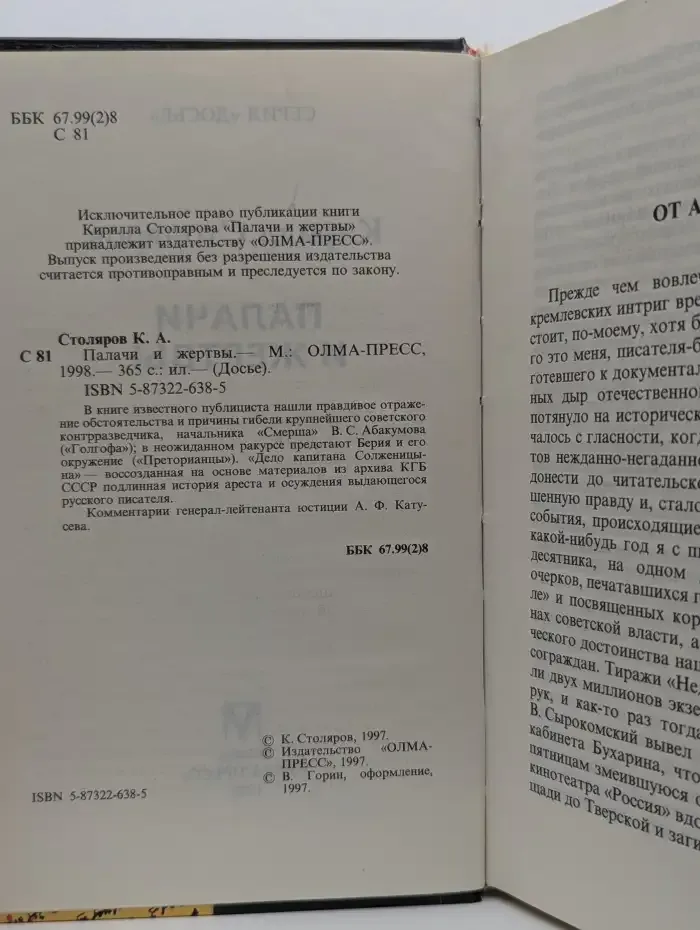 ББК 67.99(2)8
С 81
Исключительное право публикации книги
Кирилла Столярова «Палачи и жертвы»
принадлежит издательству «ОЛМА-ПРЕСС».
Выпуск произведения без разрешения издательства
считается противоправным и преследуется по закону.
Столяров К. А.
С 81 Палачи и жертвы.— М.: ОЛМА-ПРЕСС,
1998.— 365 с.: ил.— (Досье).
ISBN 5-87322-638-5
В книге известного публициста нашли правдивое отраже-
ние обстоятельства и причины гибели крупнейшего советского
контрразведчика, начальника «Смерша» В. С. Абакумова
(«Голгофа»); в неожиданном ракурсе предстают Берия и его
окружение («Преторианцы»). «Дело капитана Солженицы-
на» — воссозданная на основе материалов из архива КГБ
СССР подлинная история ареста и осуждения выдающегося
русского писателя.
Комментарии генерал-лейтенанта юстиции А. Ф. Кату-
сева.
ББК 67.99(2)8
© К. Столяров, 1997.
© Издательство «ОЛМА-
ПРЕСС», 1997.
© В. Горин, оформление,
1997.
ISBN 5-87322-638-5
ОТ А
Прежде чем вовлеч
кремлевских интриг вре
стоит, по-моему, хотя б
го это меня, писателя-б
готевшего к документал
ных дыр отечественног
потянуло на историческ
чалось с гласности, когд
тов нежданно-негаданн
донести до читательск
шенную правду и, стало
события, происходящие
какой-нибудь год я с п
десятника, на одном
очерков, печатавшихся г
ле» и посвященных кор
нах советской власти, а
ческого достоинства наш
сограждан. Тиражи «Не
ли двух миллионов экзе
рук, и как-то раз тогда
В. Сырокомский вывел
кабинета Бухарина, что
пятницам змеившуюся о
кинотеатра «Россия» вдо
щади до Тверской и заги